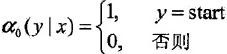 α₀(y|x) = {1, y = start
0, 否则